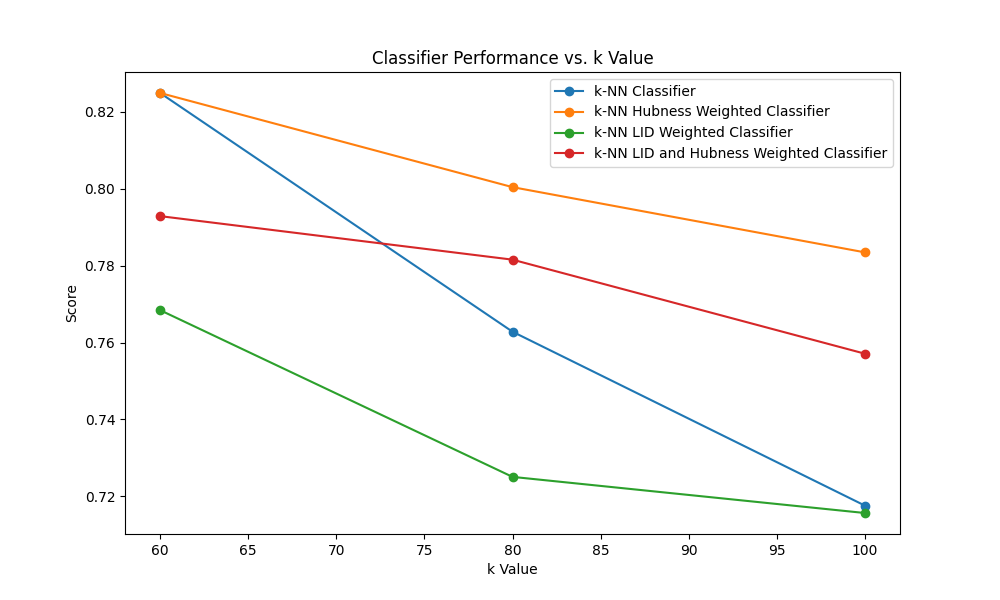 Classifier Performance vs. k Value
k-NN Classifier
k-NN Hubness Weighted Classifier
k-NN LID Weighted Classifier
k-NN LID and Hubness Weighted Classifier
Score
0.82
0.80
0.78
0.76
0.74
0.72
60 65 70 75 80 85 90 95 100
k Value